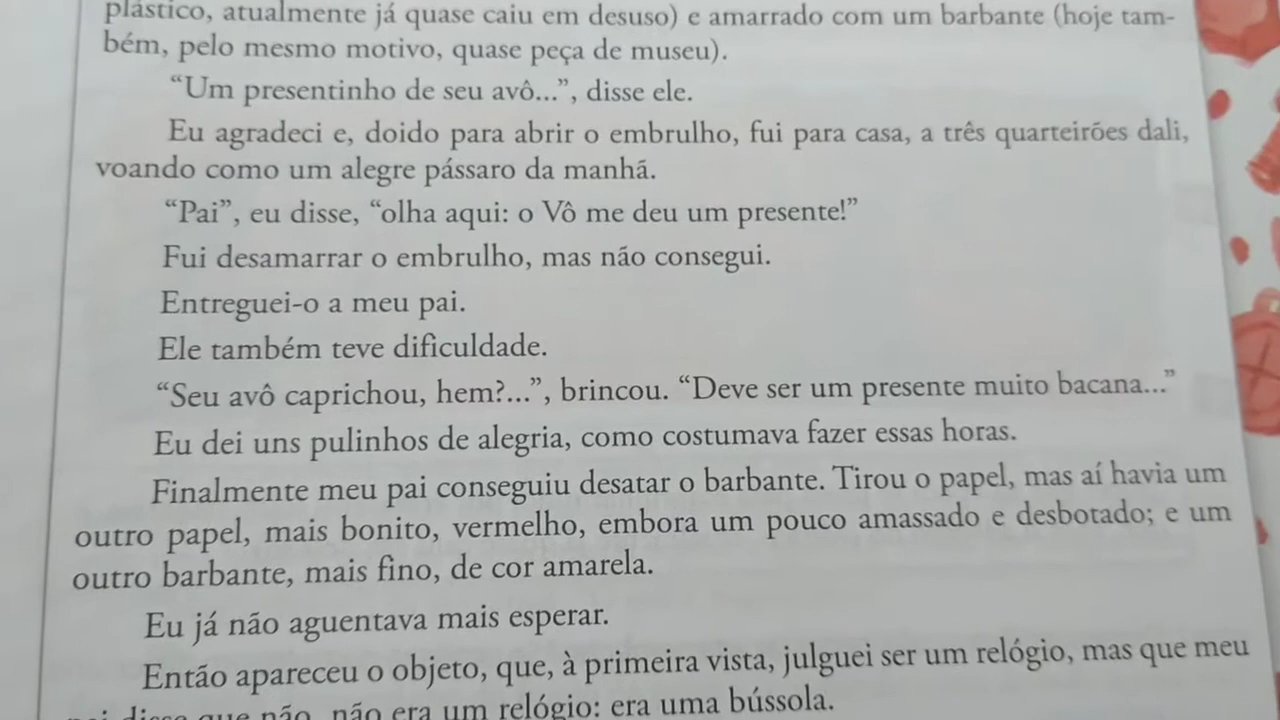 plástico, atualmente já quase caiu em desuso) e amarrado com um barbante (hoje tam-
bém, pelo mesmo motivo, quase peça de museu).
“Um presentinho de seu avô...”, disse ele.
Eu agradeci e, doido para abrir o embrulho, fui para casa, a três quarteirões dali,
voando como um alegre pássaro da manhã.
“Pai”, eu disse, “olha aqui: o Vô me deu um presente!”
Fui desamarrar o embrulho, mas não consegui.
Entreguei-o a meu pai.
Ele também teve dificuldade.
“Seu avô caprichou, hem?...”, brincou. “Deve ser um presente muito bacana...”
Eu dei uns pulinhos de alegria, como costumava fazer essas horas.
Finalmente meu pai conseguiu desatar o barbante. Tirou o papel, mas aí havia um
outro papel, mais bonito, vermelho, embora um pouco amassado e desbotado; e um
outro barbante, mais fino, de cor amarela.
Eu já não aguentava mais esperar.
Então apareceu o objeto, que, à primeira vista, julguei ser um relógio, mas que meu
pai disse que não, não era um relógio: era uma bússola.